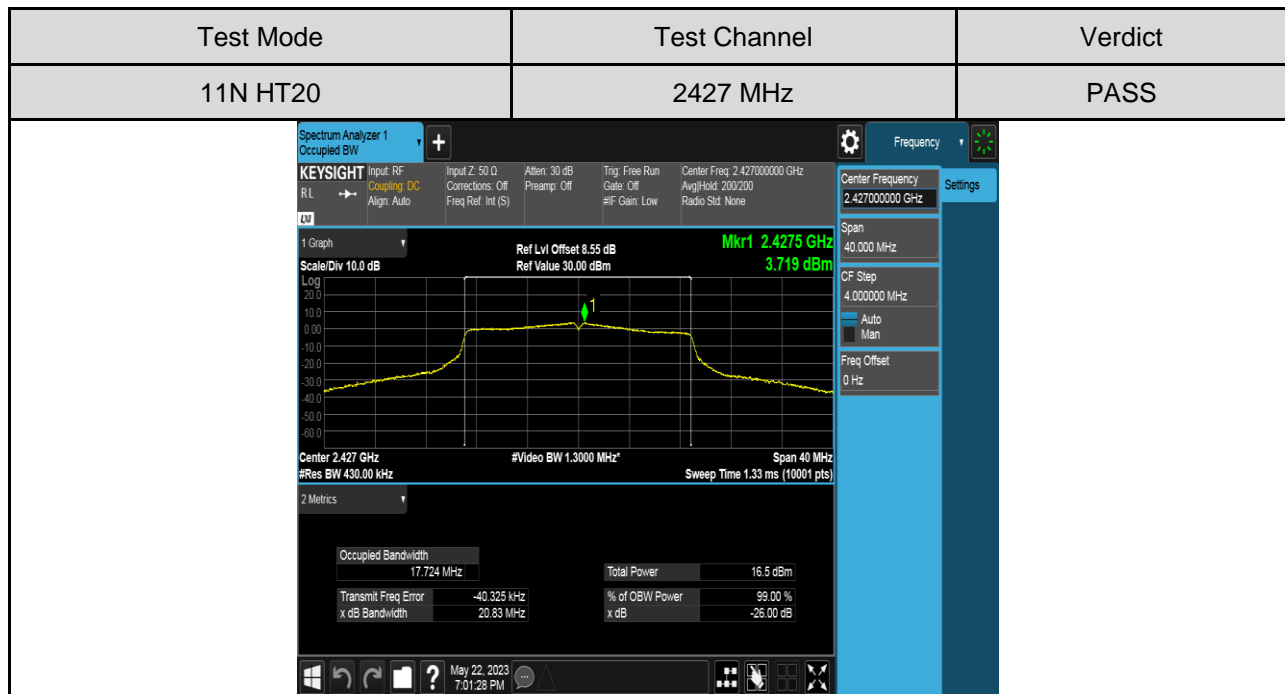 Test Mode Test Channel Verdict
11N HT20 2427 MHz PASS
Spectrum Analyzer 1
Occupied BW
+
Frequency
KEYSIGHT Input: RF Input Z: 50 Ω Atten: 30 dB Trig: Free Run Center Freq: 2.427000000 GHz
RL Coupling: DC Corrections: Off Preamp: Off Gate: Off Avg|Hold: 200/200
Align: Auto Freq Ref: Int (S) #IF Gain: Low Radio Std: None
LXI
Center Frequency
2.427000000 GHz
Settings
Span
40.000 MHz
CF Step
4.000000 MHz
Auto
Man
Freq Offset
0 Hz
1 Graph Ref Lvl Offset 8.55 dB Mkr1 2.4275 GHz
Scale/Div 10.0 dB Ref Value 30.00 dBm 3.719 dBm
Log
20.0
10.0
0.00
-10.0
-20.0
-30.0
-40.0
-50.0
-60.0
1
Center 2.427 GHz #Video BW 1.3000 MHz* Span 40 MHz
#Res BW 430.00 kHz Sweep Time 1.33 ms (10001 pts)
2 Metrics
Occupied Bandwidth
17.724 MHz Total Power 16.5 dBm
Transmit Freq Error -40.325 kHz % of OBW Power 99.00 %
x dB Bandwidth 20.83 MHz x dB -26.00 dB
? May 22, 2023
7:01:28 PM